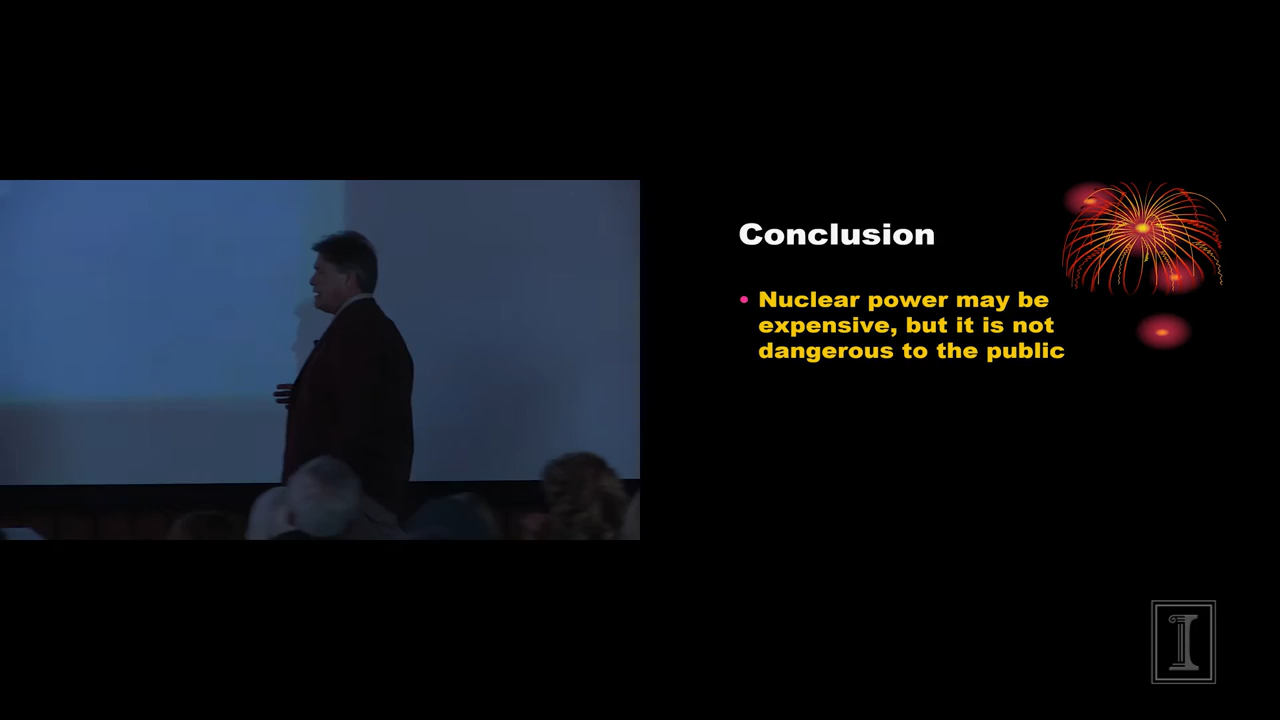 Conclusion
• Nuclear power may be
expensive, but it is not
dangerous to the public
I